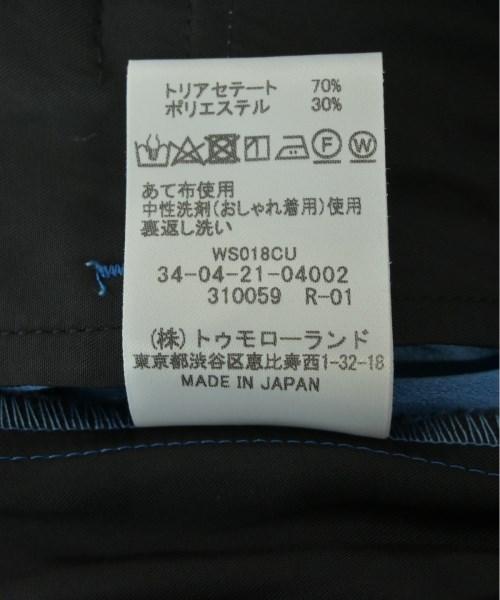 トリアセテート 70%
ポリエステル 30%
F W
あて布使用
中性洗剤(おしゃれ着用)使用
裏返し洗い
WS018CU
34-04-21-04002
310059 R-01
(株)トゥモローランド
東京都渋谷区恵比寿西1-32-18
MADE IN JAPAN